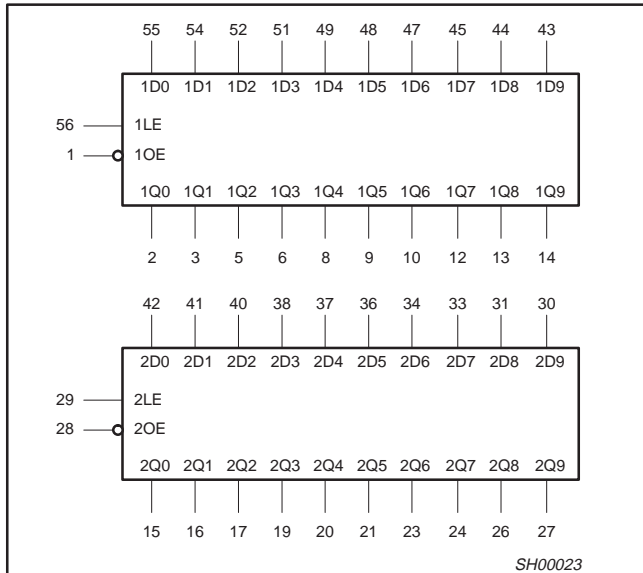 55 54 52 51 49 48 47 45 44 43
1D0 1D1 1D2 1D3 1D4 1D5 1D6 1D7 1D8 1D9
56 1LE
1 1OE
1Q0 1Q1 1Q2 1Q3 1Q4 1Q5 1Q6 1Q7 1Q8 1Q9
2 3 5 6 8 9 10 12 13 14
42 41 40 38 37 36 34 33 31 30
2D0 2D1 2D2 2D3 2D4 2D5 2D6 2D7 2D8 2D9
29 2LE
28 2OE
2Q0 2Q1 2Q2 2Q3 2Q4 2Q5 2Q6 2Q7 2Q8 2Q9
15 16 17 19 20 21 23 24 26 27
SH00023